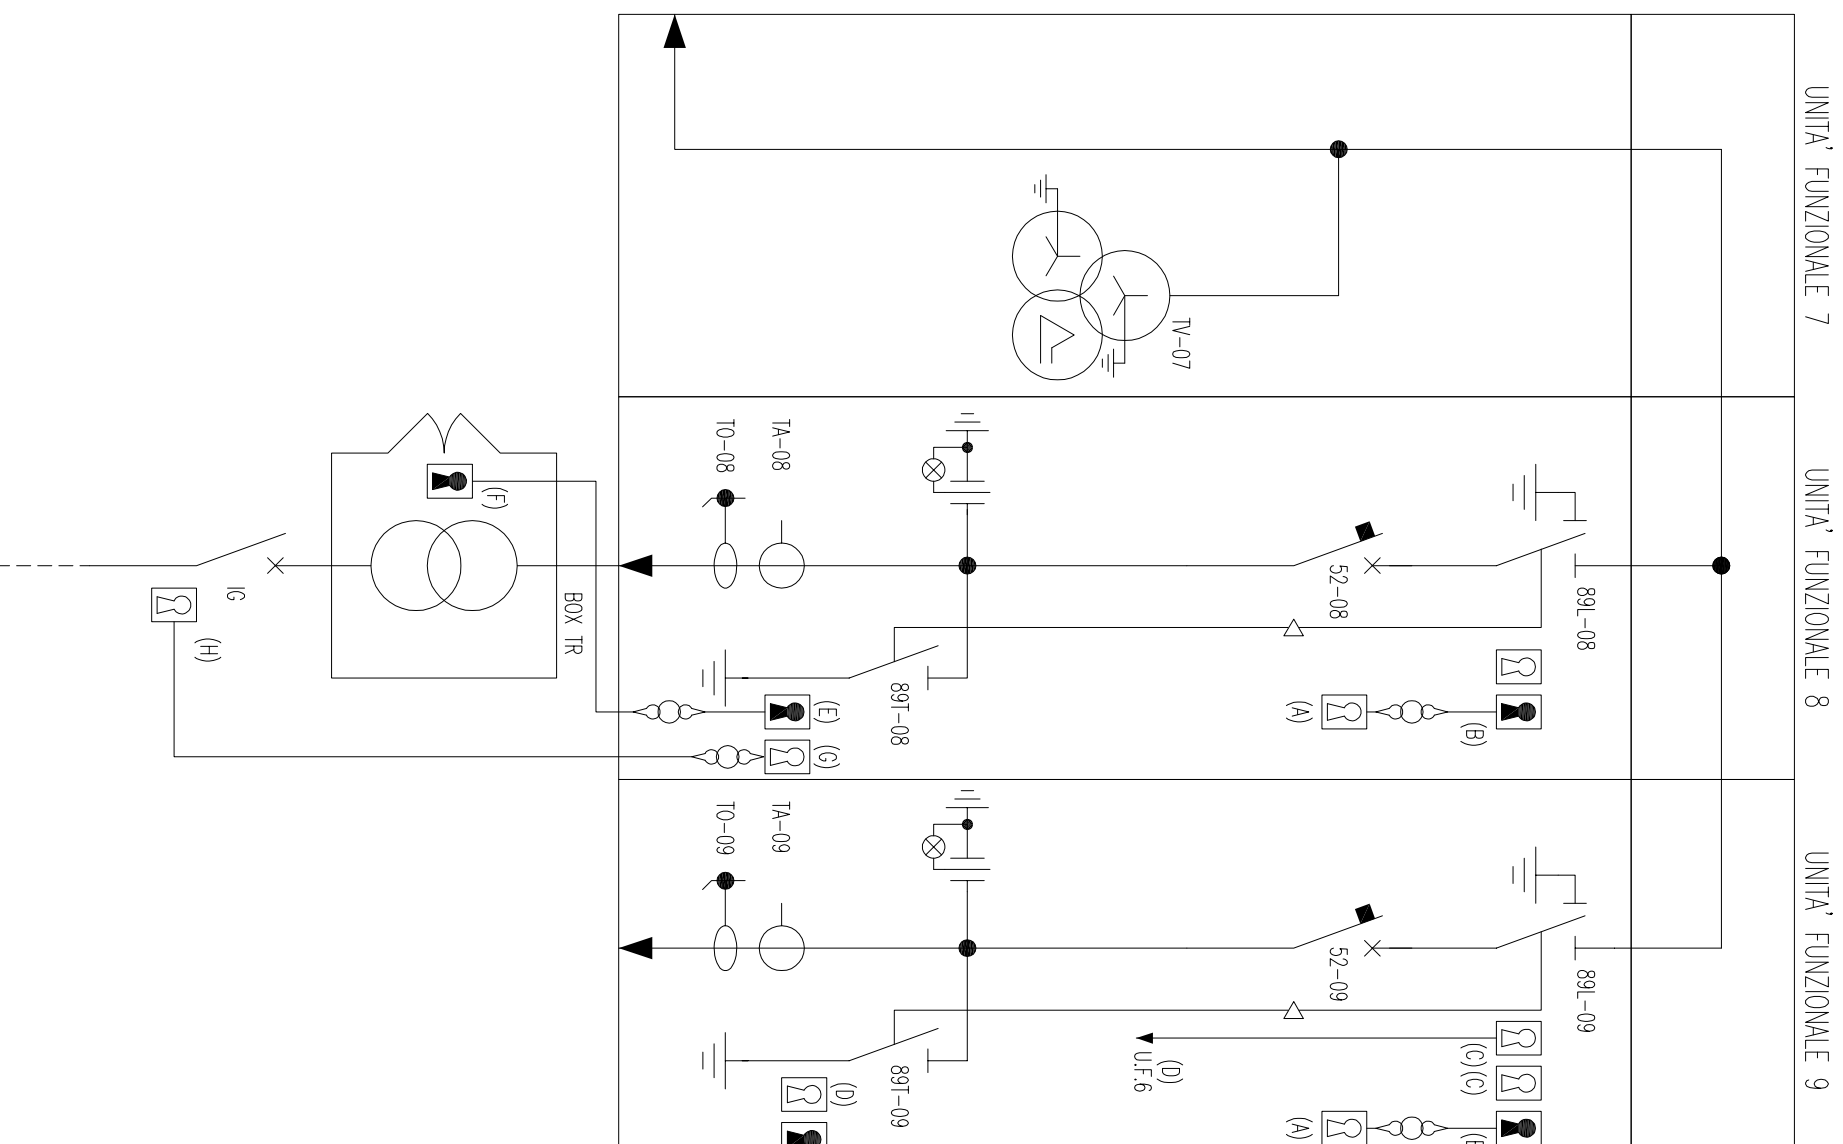 UNITA' FUNZIONALE 7
TV-07
UNITA' FUNZIONALE 8
89L-08
52-08
(B)
(A)
89T-08
TA-08
TO-08
(E)
(G)
BOX TR
(F)
IG
(H)
UNITA' FUNZIONALE 9
89L-09
52-09
(C)
(C)
(D)
U.F.6
(A)
89T-09
TA-09
TO-09
(D)